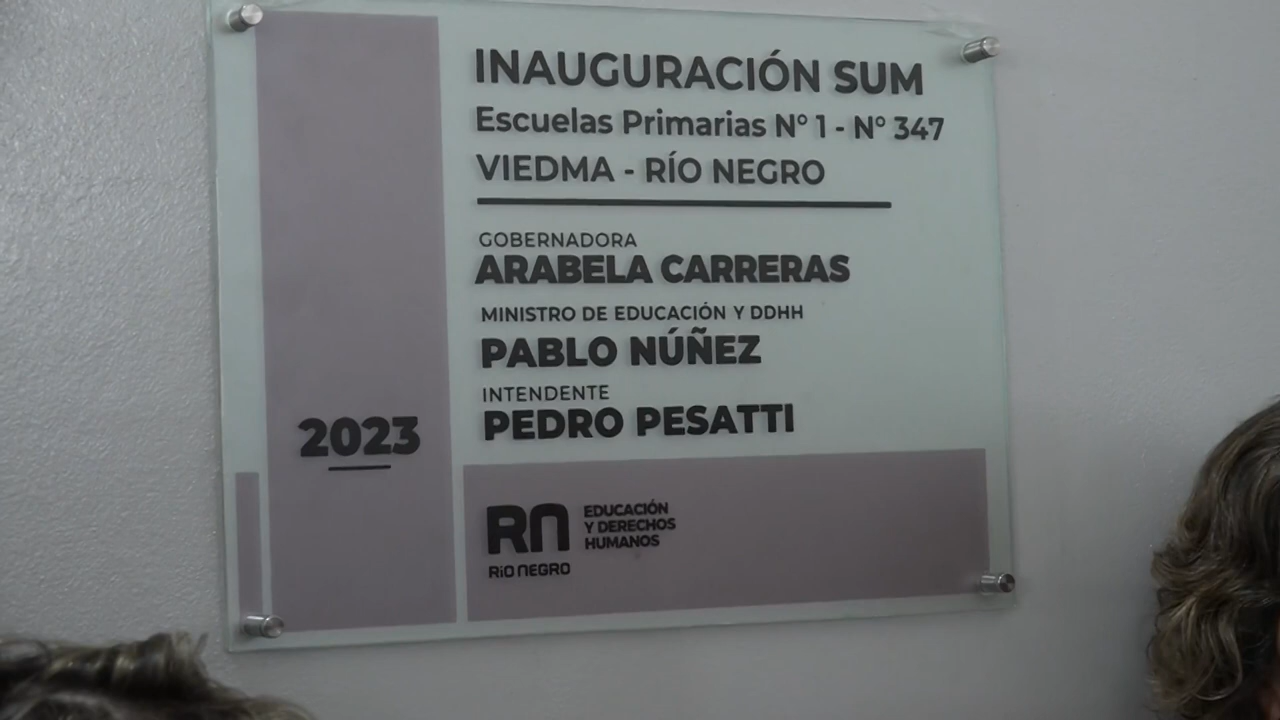 INAUGURACIÓN SUM
Escuelas Primarias N° 1 - N° 347
VIEDMA - RÍO NEGRO
GOBERNADORA
ARABELA CARRERAS
MINISTRO DE EDUCACIÓN Y DDHH
PABLO NÚÑEZ
INTENDENTE
PEDRO PESATTI
2023
RN
RÍO NEGRO
EDUCACIÓN
Y DERECHOS
HUMANOS